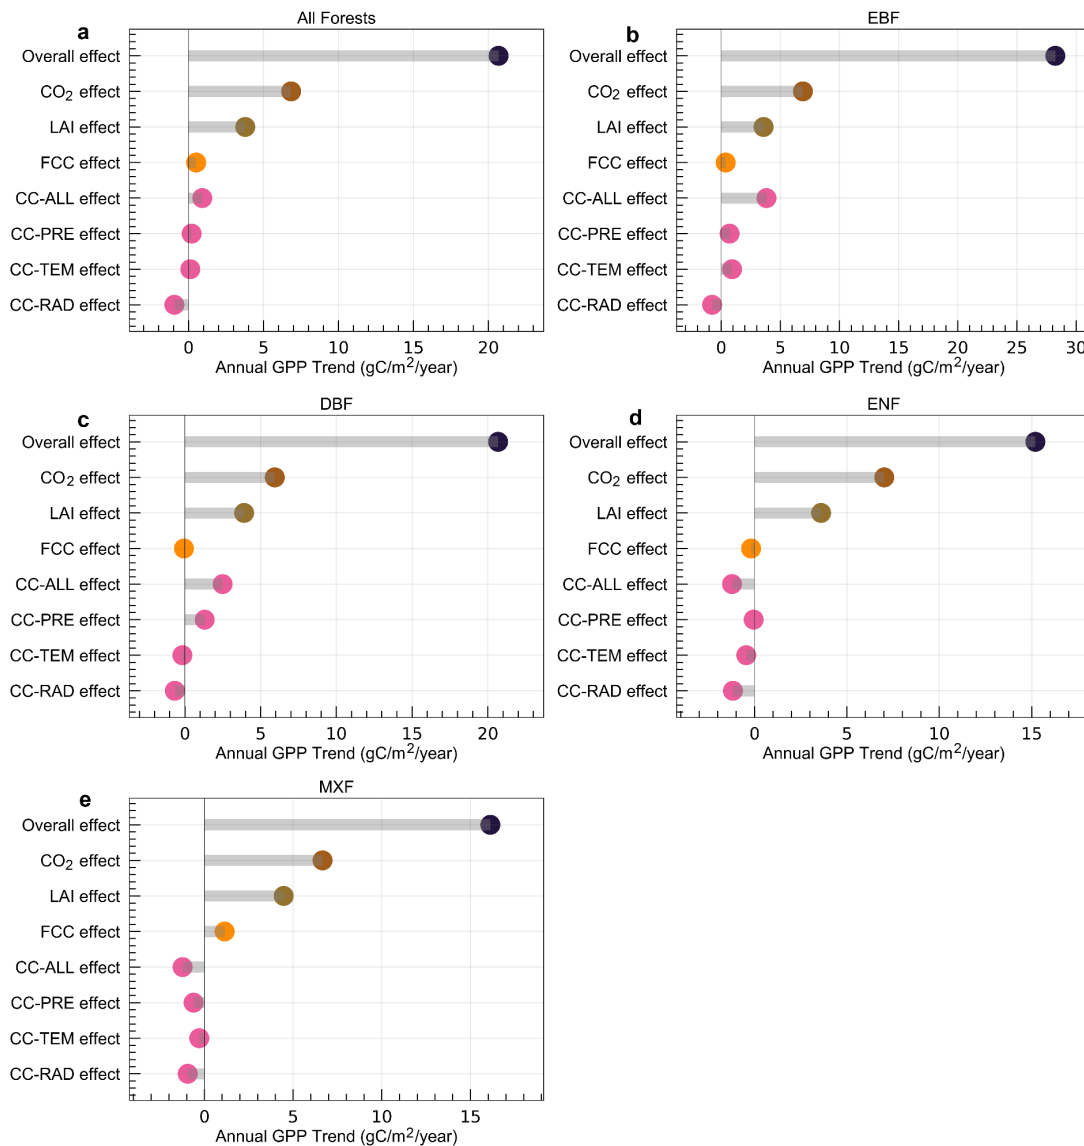 a
All Forests
Overall effect
CO₂ effect
LAI effect
FCC effect
CC-ALL effect
CC-PRE effect
CC-TEM effect
CC-RAD effect
0 5 10 15 20
Annual GPP Trend (gC/m²/year)
b
EBF
Overall effect
CO₂ effect
LAI effect
FCC effect
CC-ALL effect
CC-PRE effect
CC-TEM effect
CC-RAD effect
0 5 10 15 20 25 30
Annual GPP Trend (gC/m²/year)
c
DBF
Overall effect
CO₂ effect
LAI effect
FCC effect
CC-ALL effect
CC-PRE effect
CC-TEM effect
CC-RAD effect
0 5 10 15 20
Annual GPP Trend (gC/m²/year)
d
ENF
Overall effect
CO₂ effect
LAI effect
FCC effect
CC-ALL effect
CC-PRE effect
CC-TEM effect
CC-RAD effect
0 5 10 15
Annual GPP Trend (gC/m²/year)
e
MXF
Overall effect
CO₂ effect
LAI effect
FCC effect
CC-ALL effect
CC-PRE effect
CC-TEM effect
CC-RAD effect
0 5 10 15
Annual GPP Trend (gC/m²/year)